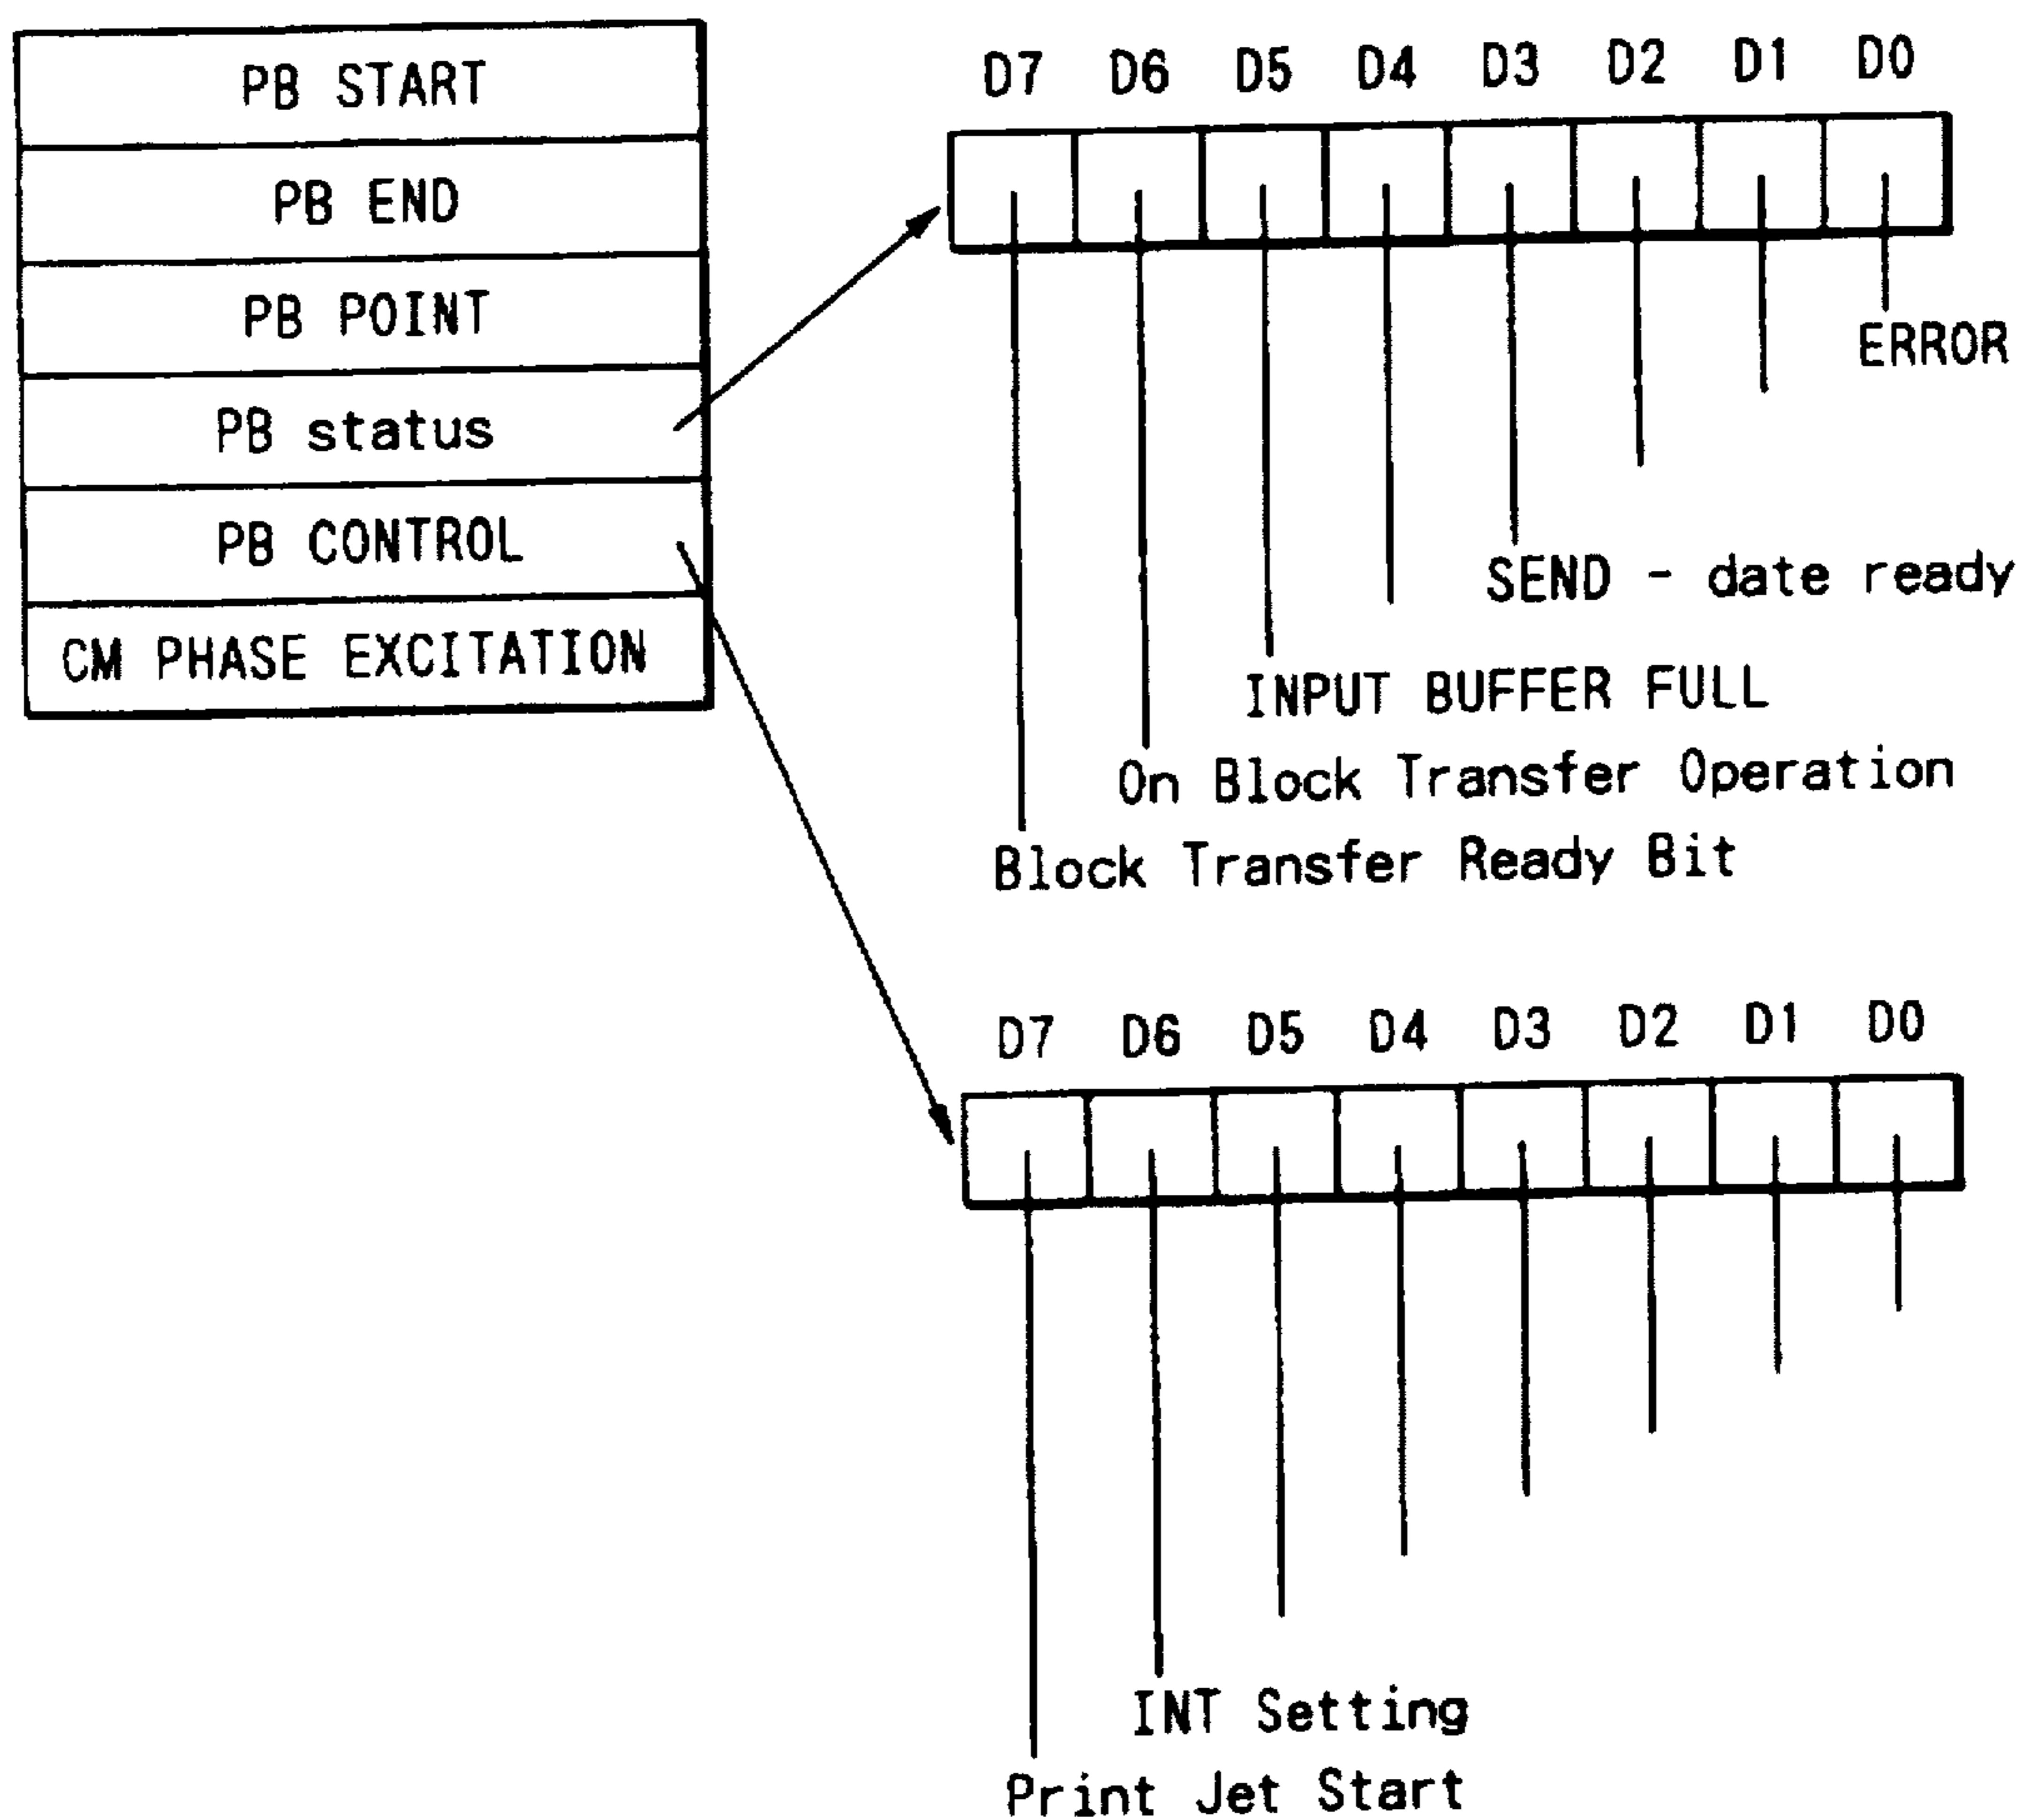 PB START
PB END
PB POINT
PB status
PB CONTROL
CM PHASE EXCITATION
D7 D6 D5 D4 D3 D2 D1 D0
ERROR
SEND - date ready
INPUT BUFFER FULL
On Block Transfer Operation
Block Transfer Ready Bit
D7 D6 D5 D4 D3 D2 D1 D0
INT Setting
Print Jet Start